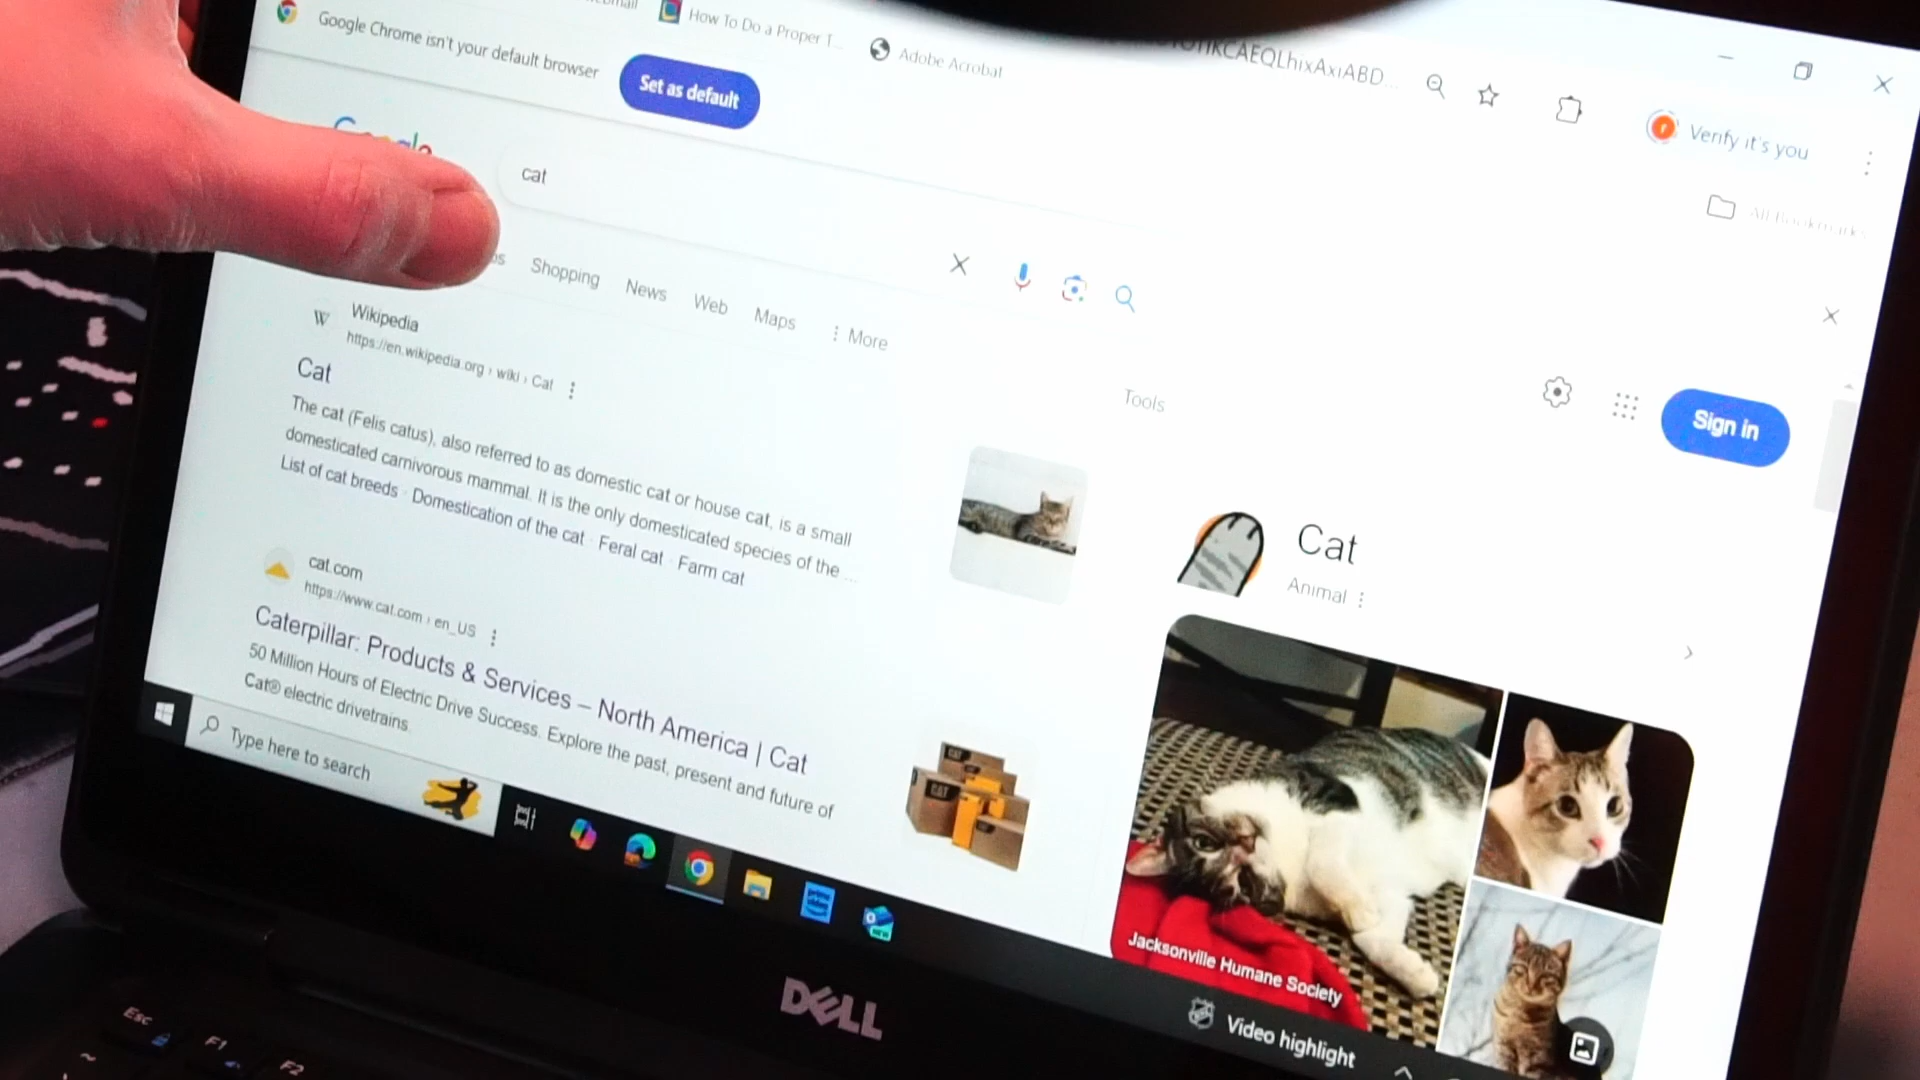 How To Do a Proper T...
Adobe Acrobat
Google Chrome isn't your default browser
Set as default
Verify it's you
All Bookmarks
cat
Shopping
News
Web
Maps
More
Tools
Sign in
Wikipedia
https://en.wikipedia.org › wiki › Cat
Cat
The cat (Felis catus), also referred to as domestic cat or house cat, is a small
domesticated carnivorous mammal. It is the only domesticated species of the ...
List of cat breeds · Domestication of the cat · Feral cat · Farm cat
cat.com
https://www.cat.com › en_US
Caterpillar: Products & Services – North America | Cat
50 Million Hours of Electric Drive Success. Explore the past, present and future of
Cat® electric drivetrains.
CAT
Cat
Animal
Jacksonville Humane Society
Type here to search
Video highlight
DELL
Esc
F1
F2
~